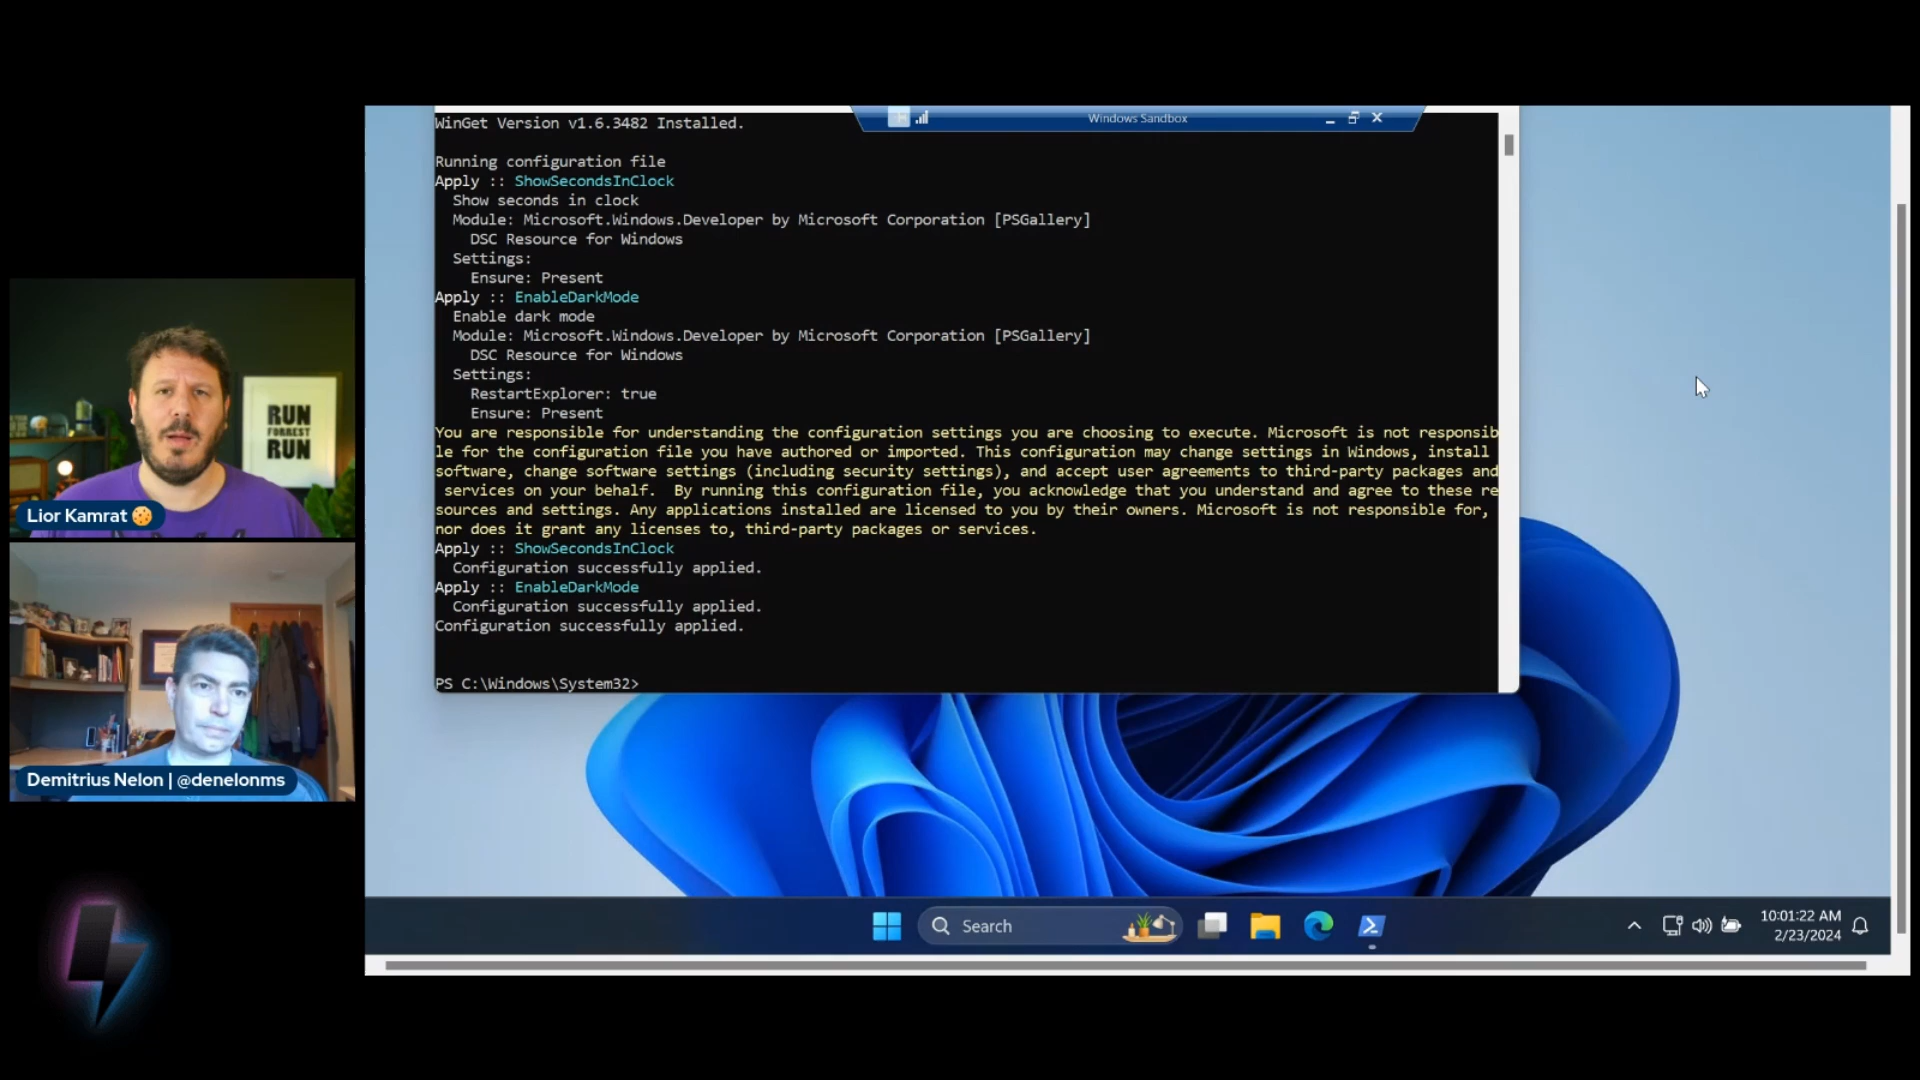 WinGet Version v1.6.3482 Installed.
Windows Sandbox
Running configuration file
Apply :: ShowSecondsInClock
Show seconds in clock
Module: Microsoft.Windows.Developer by Microsoft Corporation [PSGallery]
DSC Resource for Windows
Settings:
Ensure: Present
Apply :: EnableDarkMode
Enable dark mode
Module: Microsoft.Windows.Developer by Microsoft Corporation [PSGallery]
DSC Resource for Windows
Settings:
RestartExplorer: true
Ensure: Present
You are responsible for understanding the configuration settings you are choosing to execute. Microsoft is not responsib
le for the configuration file you have authored or imported. This configuration may change settings in Windows, install
software, change software settings (including security settings), and accept user agreements to third-party packages and
services on your behalf.  By running this configuration file, you acknowledge that you understand and agree to these re
sources and settings. Any applications installed are licensed to you by their owners. Microsoft is not responsible for,
nor does it grant any licenses to, third-party packages or services.
Apply :: ShowSecondsInClock
Configuration successfully applied.
Apply :: EnableDarkMode
Configuration successfully applied.
Configuration successfully applied.
PS C:\Windows\System32>
RUN
FORREST
RUN
Lior Kamrat 🍪
Demitrius Nelon | @denelonms
Search
10:01:22 AM
2/23/2024